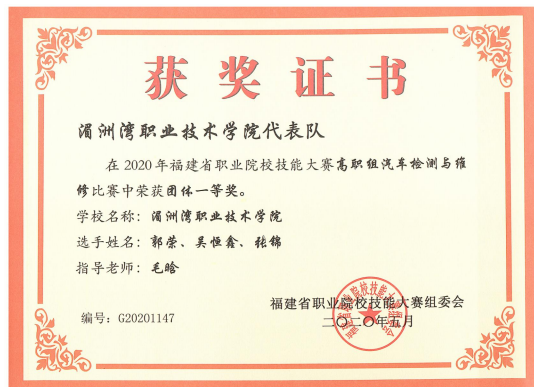 获奖证书
湄洲湾职业技术学院代表队
在2020年福建省职业院校技能大赛高职组汽车检测与维
修比赛中荣获团体一等奖。
学校名称：湄洲湾职业技术学院
选手姓名：郭荣、吴恒鑫、张锦
指导老师：毛晗
福建省职业院校技能大赛组委会
编号：G20201147
二〇二〇年五月